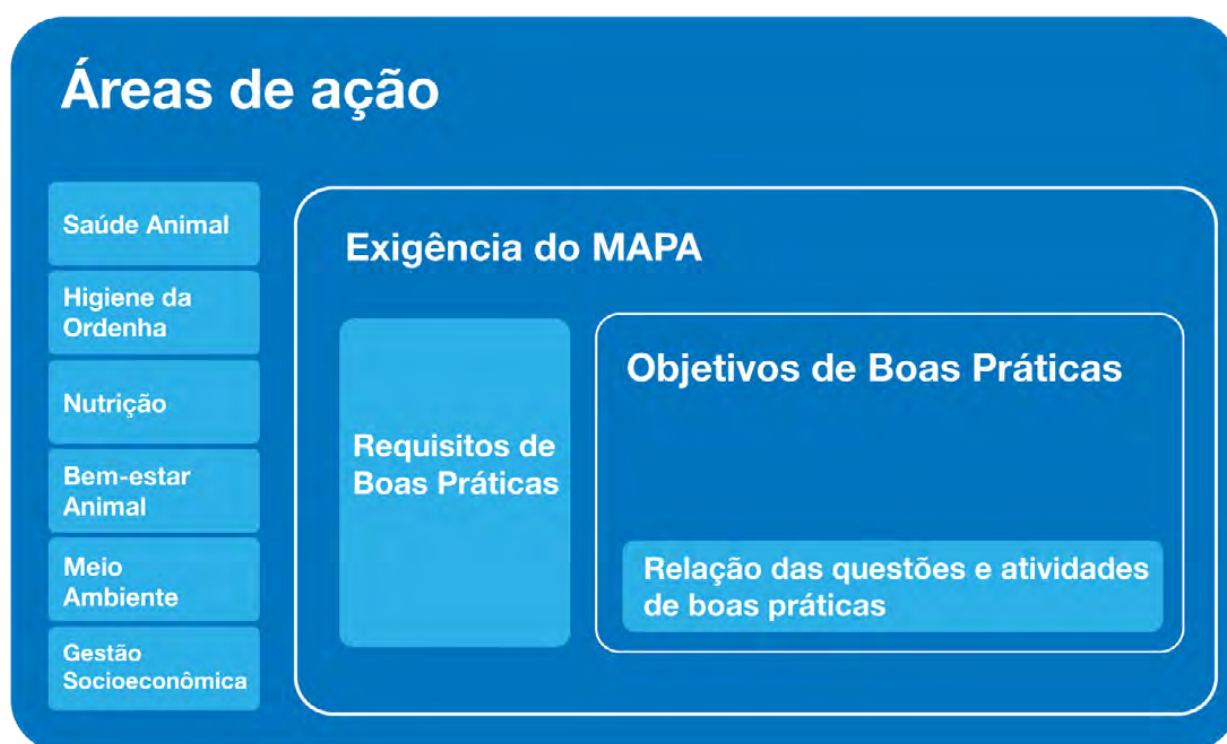 Áreas de ação
Saúde Animal
Higiene da
Ordenha
Nutrição
Bem-estar
Animal
Meio
Ambiente
Gestão
Socioeconômica
Exigência do MAPA
Requisitos de
Boas Práticas
Objetivos de Boas Práticas
Relação das questões e atividades
de boas práticas